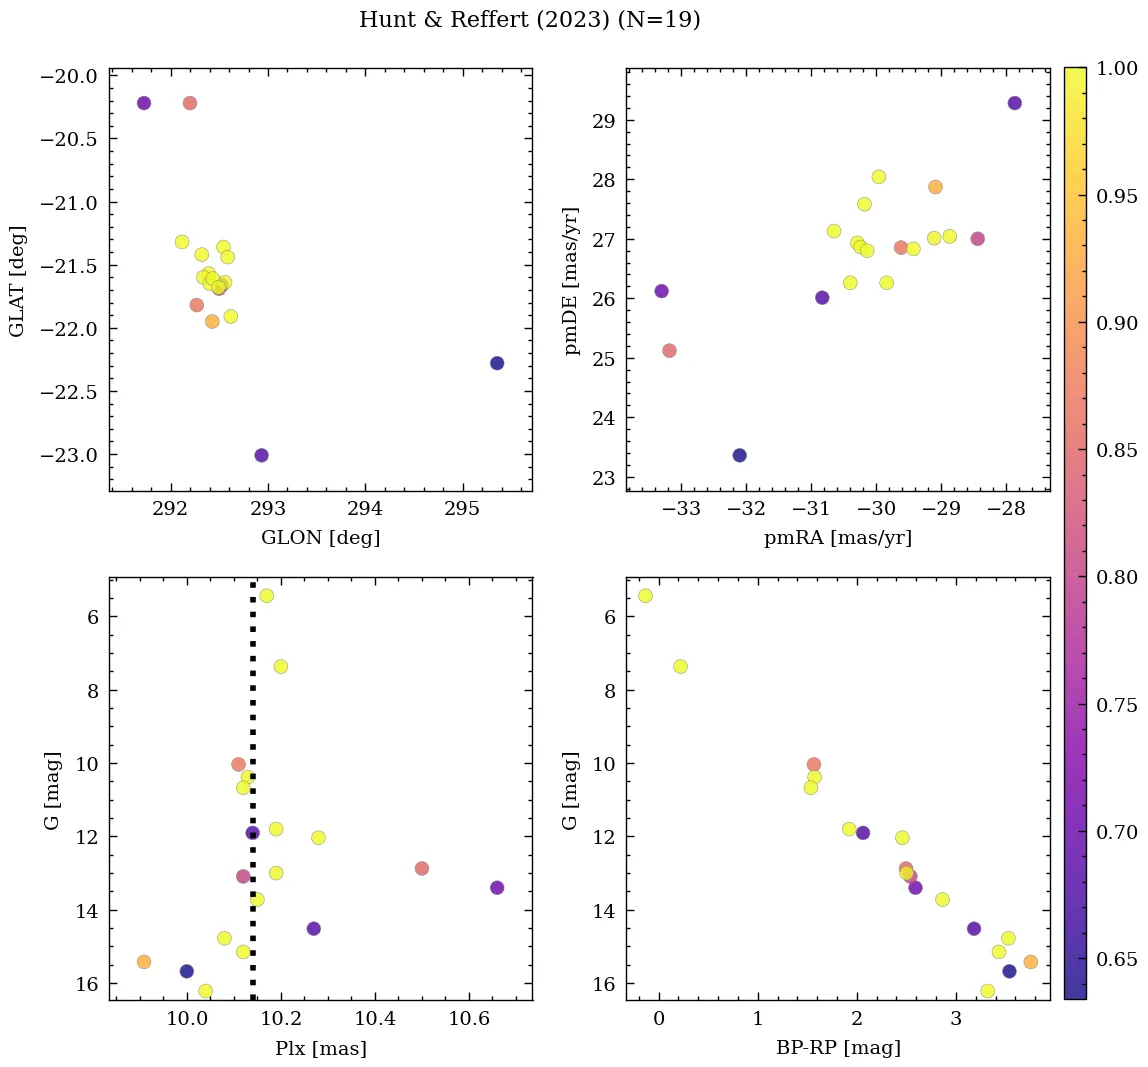 Hunt & Reffert (2023) (N=19)
−20.0
−20.5
−21.0
−21.5
−22.0
−22.5
−23.0
GLAT [deg]
292 293 294 295
GLON [deg]
29
28
27
26
25
24
23
pmDE [mas/yr]
−33 −32 −31 −30 −29 −28
pmRA [mas/yr]
6
8
10
12
14
16
G [mag]
10.0 10.2 10.4 10.6
Plx [mas]
6
8
10
12
14
16
G [mag]
0 1 2 3
BP-RP [mag]
1.00
0.95
0.90
0.85
0.80
0.75
0.70
0.65